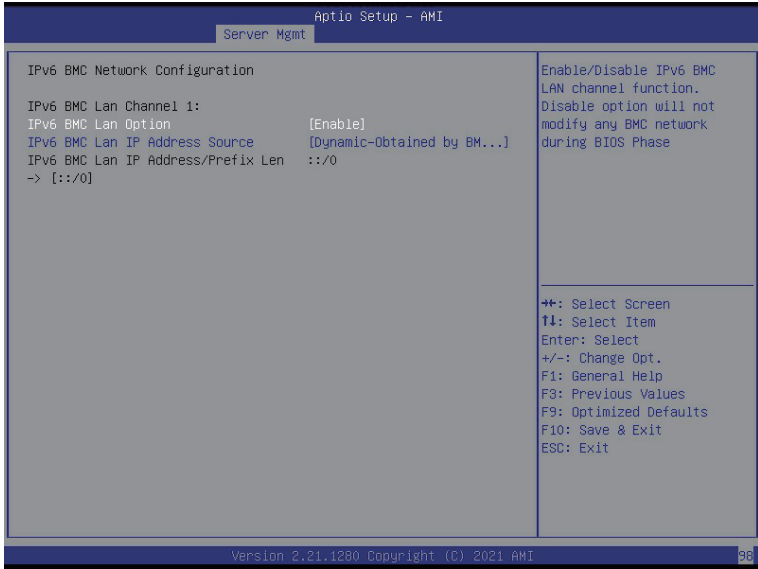 Aptio Setup – AMI
Server Mgmt
IPv6 BMC Network Configuration
IPv6 BMC Lan Channel 1:
IPv6 BMC Lan Option [Enable]
IPv6 BMC Lan IP Address Source [Dynamic-Obtained by BM...]
IPv6 BMC Lan IP Address/Prefix Len ::/0
-> [::/0]
Enable/Disable IPv6 BMC
LAN channel function.
Disable option will not
modify any BMC network
during BIOS Phase
→←: Select Screen
↑↓: Select Item
Enter: Select
+/-: Change Opt.
F1: General Help
F3: Previous Values
F9: Optimized Defaults
F10: Save & Exit
ESC: Exit
Version 2.21.1280 Copyright (C) 2021 AMI
98